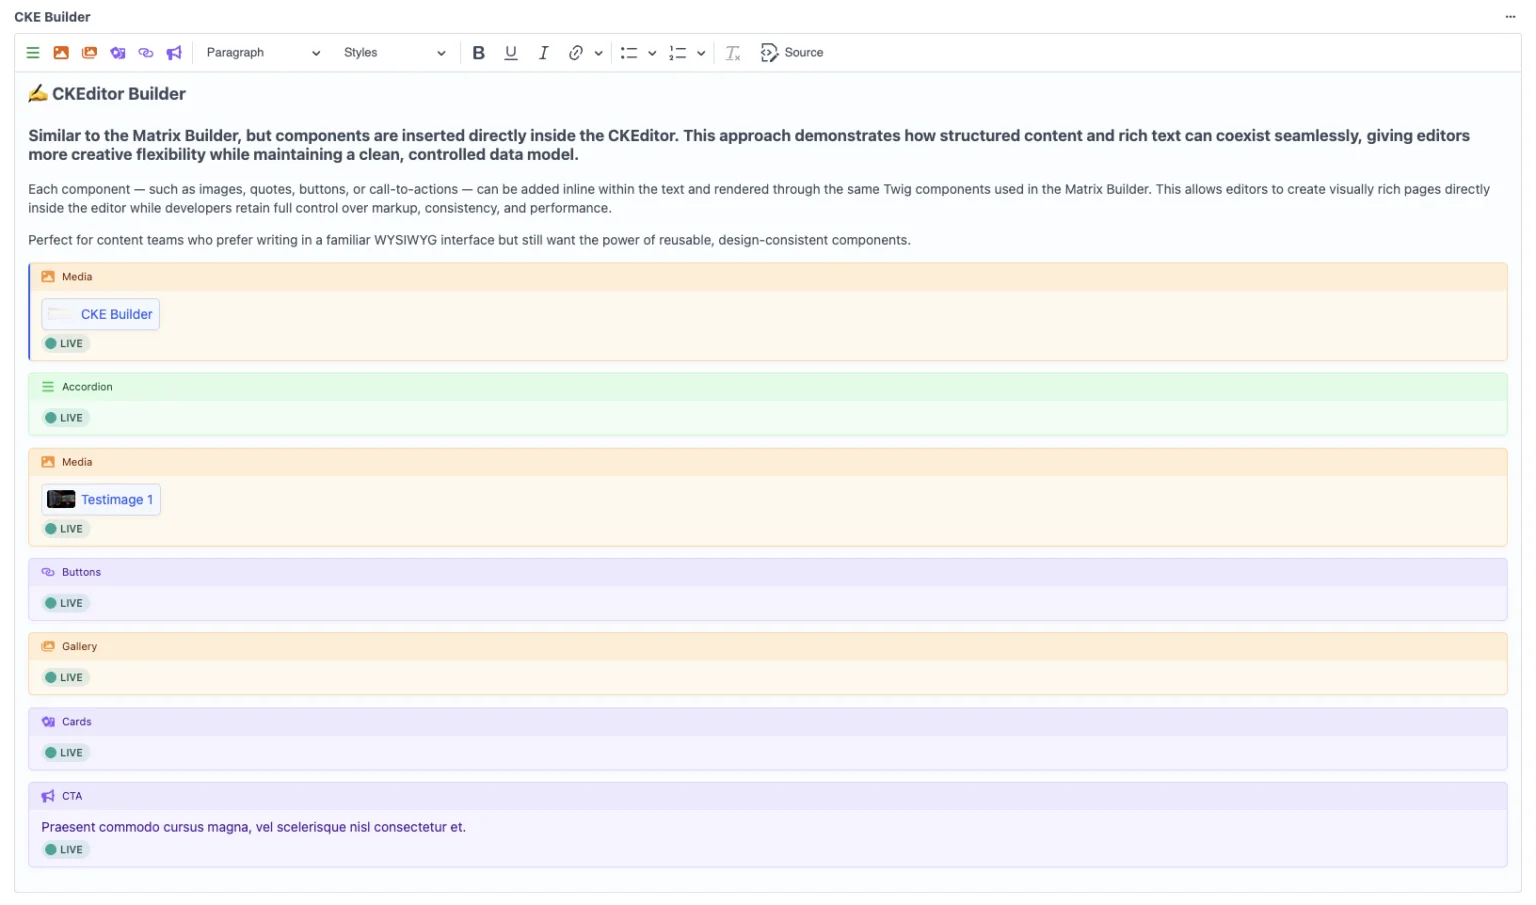 CKE Builder
Paragraph Styles B U I Source
✍️ CKEditor Builder
Similar to the Matrix Builder, but components are inserted directly inside the CKEditor. This approach demonstrates how structured content and rich text can coexist seamlessly, giving editors
more creative flexibility while maintaining a clean, controlled data model.
Each component — such as images, quotes, buttons, or call-to-actions — can be added inline within the text and rendered through the same Twig components used in the Matrix Builder. This allows editors to create visually rich pages directly
inside the editor while developers retain full control over markup, consistency, and performance.
Perfect for content teams who prefer writing in a familiar WYSIWYG interface but still want the power of reusable, design-consistent components.
Media
CKE Builder
LIVE
Accordion
LIVE
Media
Testimage 1
LIVE
Buttons
LIVE
Gallery
LIVE
Cards
LIVE
CTA
Praesent commodo cursus magna, vel scelerisque nisl consectetur et.
LIVE